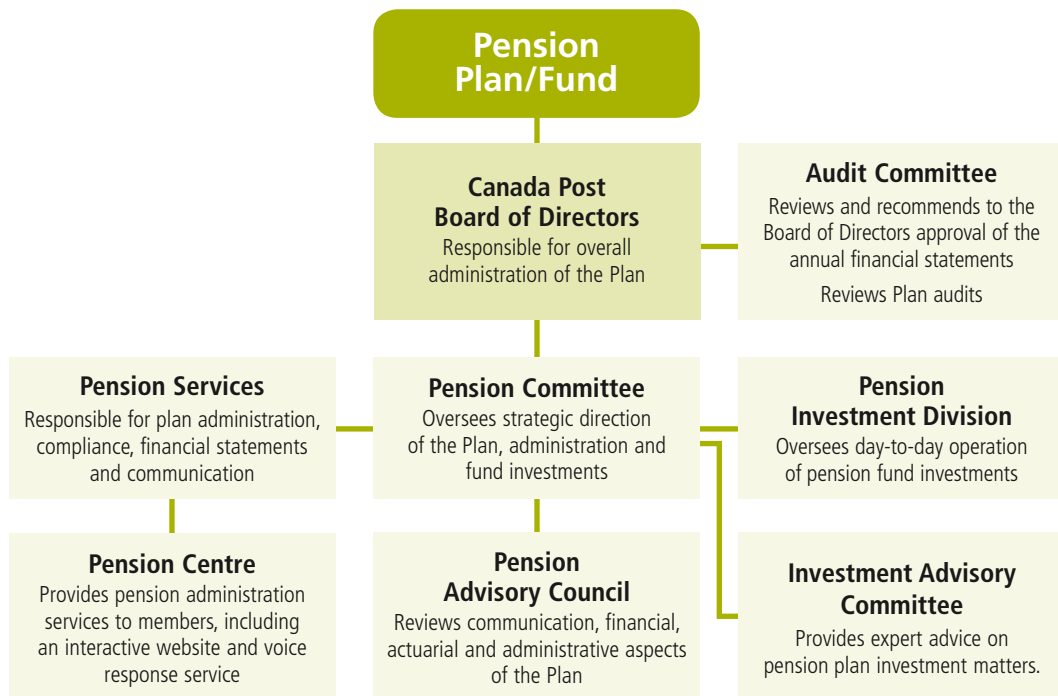 Pension
Plan/Fund
Canada Post
Board of Directors
Responsible for overall
administration of the Plan
Audit Committee
Reviews and recommends to the
Board of Directors approval of the
annual financial statements
Reviews Plan audits
Pension Services
Responsible for plan administration,
compliance, financial statements
and communication
Pension Committee
Oversees strategic direction
of the Plan, administration and
fund investments
Pension
Investment Division
Oversees day-to-day operation
of pension fund investments
Pension Centre
Provides pension administration
services to members, including
an interactive website and voice
response service
Pension
Advisory Council
Reviews communication, financial,
actuarial and administrative aspects
of the Plan
Investment Advisory
Committee
Provides expert advice on
pension plan investment matters.